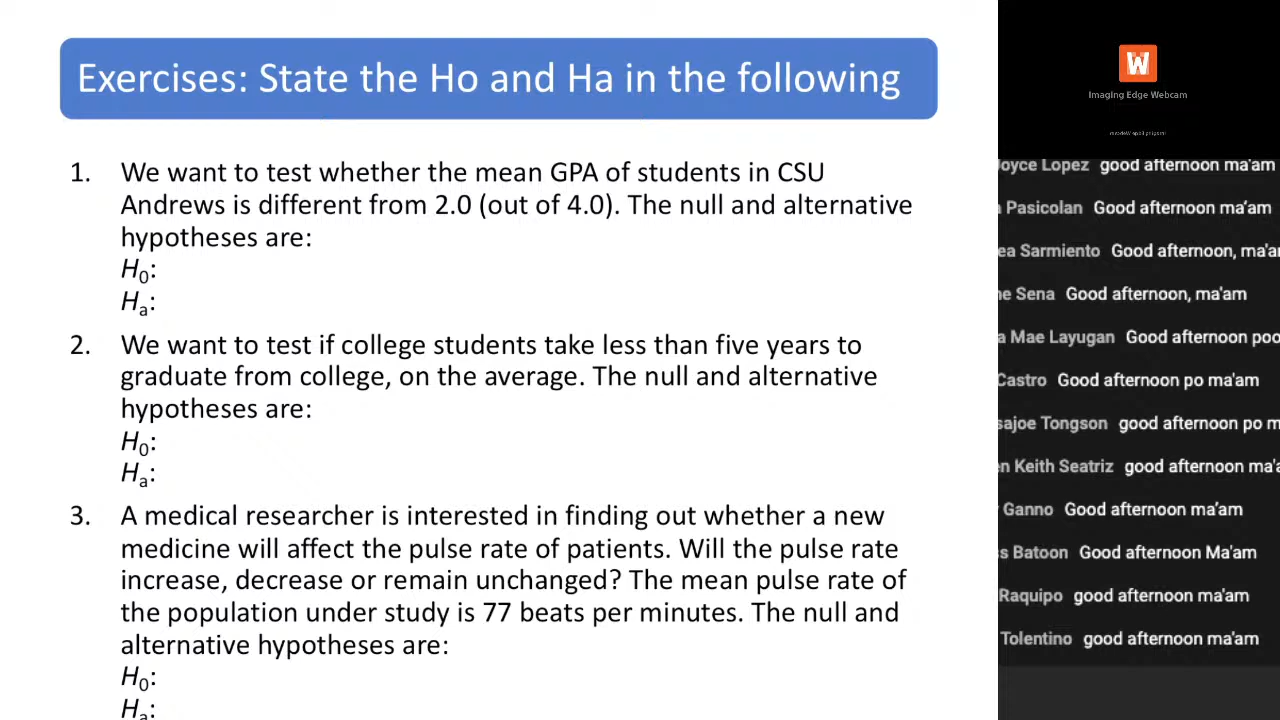 Exercises: State the Ho and Ha in the following
1. We want to test whether the mean GPA of students in CSU
Andrews is different from 2.0 (out of 4.0). The null and alternative
hypotheses are:
H0:
Ha:
2. We want to test if college students take less than five years to
graduate from college, on the average. The null and alternative
hypotheses are:
H0:
Ha:
3. A medical researcher is interested in finding out whether a new
medicine will affect the pulse rate of patients. Will the pulse rate
increase, decrease or remain unchanged? The mean pulse rate of
the population under study is 77 beats per minutes. The null and
alternative hypotheses are:
H0:
Ha:
W
Imaging Edge Webcam
Lopez good afternoon ma'am
Pasicolan Good afternoon ma'am
Sarmiento Good afternoon,
Sena Good afternoon, ma'am
Mae Layugan Good afternoon
Castro Good afternoon po ma'am
Tongson good afternoon po
Keith Seatriz good afternoon
Ganno Good afternoon ma'am
Batoon Good afternoon Ma'am
Raquipo good afternoon ma'am
Tolentino good afternoon ma'am